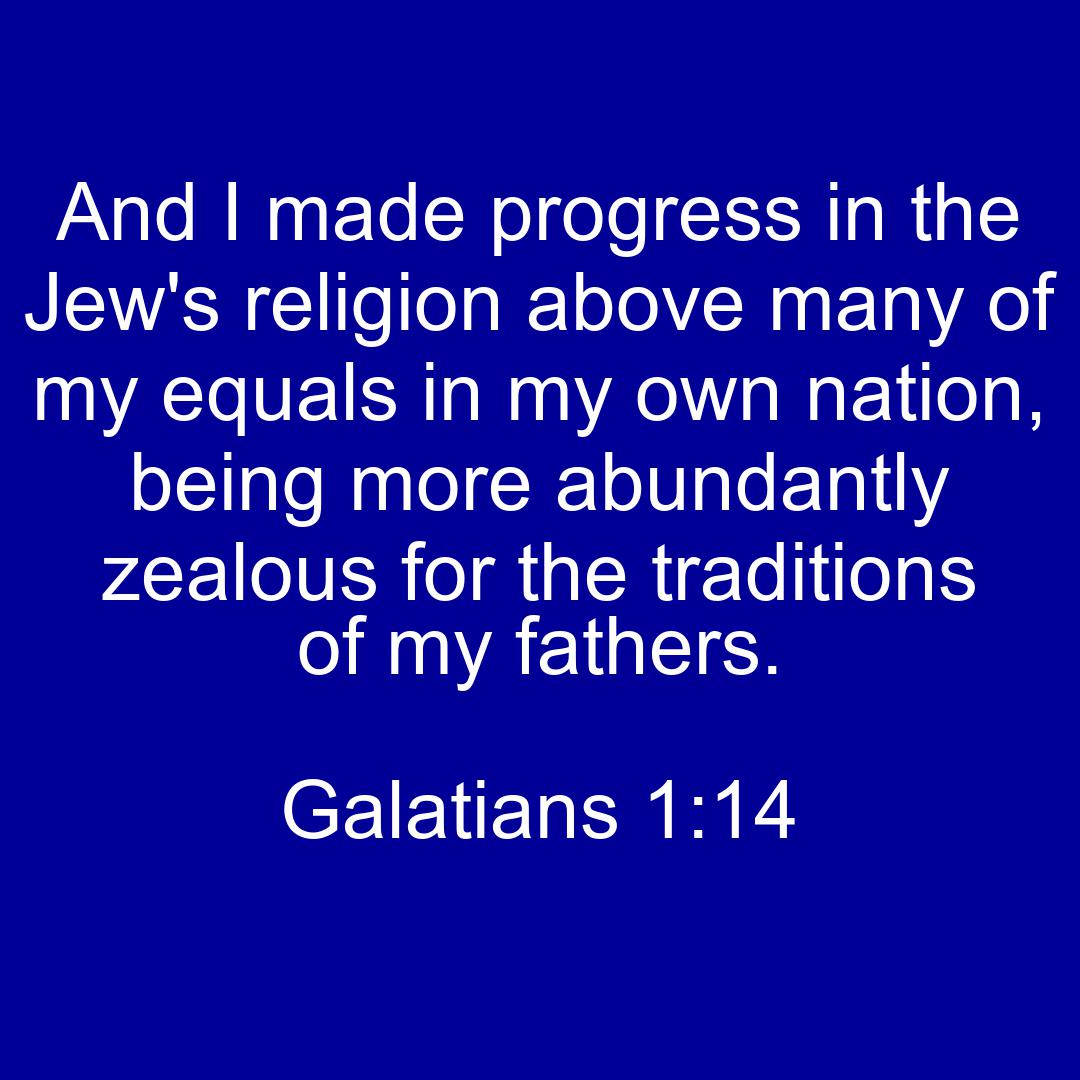 And I made progress in the
Jew's religion above many of
my equals in my own nation,
being more abundantly
zealous for the traditions
of my fathers.
Galatians 1:14